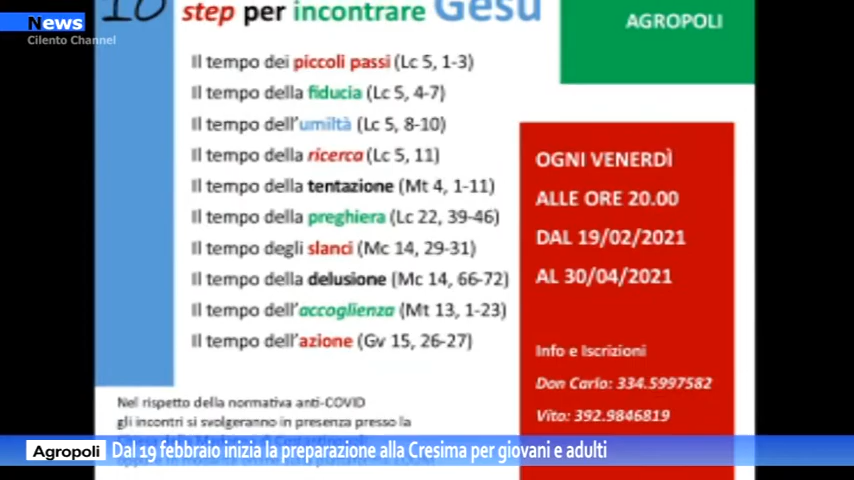 News
Cilento Channel
10
step per incontrare Gesù
AGROPOLI
Il tempo dei piccoli passi (Lc 5, 1-3)
Il tempo della fiducia (Lc 5, 4-7)
Il tempo dell'umiltà (Lc 5, 8-10)
Il tempo della ricerca (Lc 5, 11)
Il tempo della tentazione (Mt 4, 1-11)
Il tempo della preghiera (Lc 22, 39-46)
Il tempo degli slanci (Mc 14, 29-31)
Il tempo della delusione (Mc 14, 66-72)
Il tempo dell'accoglienza (Mt 13, 1-23)
Il tempo dell'azione (Gv 15, 26-27)
OGNI VENERDÌ
ALLE ORE 20.00
DAL 19/02/2021
AL 30/04/2021
Info e Iscrizioni
Don Carlo: 334.5997582
Vito: 392.9846819
Nel rispetto della normativa anti-COVID
gli incontri si svolgeranno in presenza presso la
Agropoli
Dal 19 febbraio inizia la preparazione alla Cresima per giovani e adulti